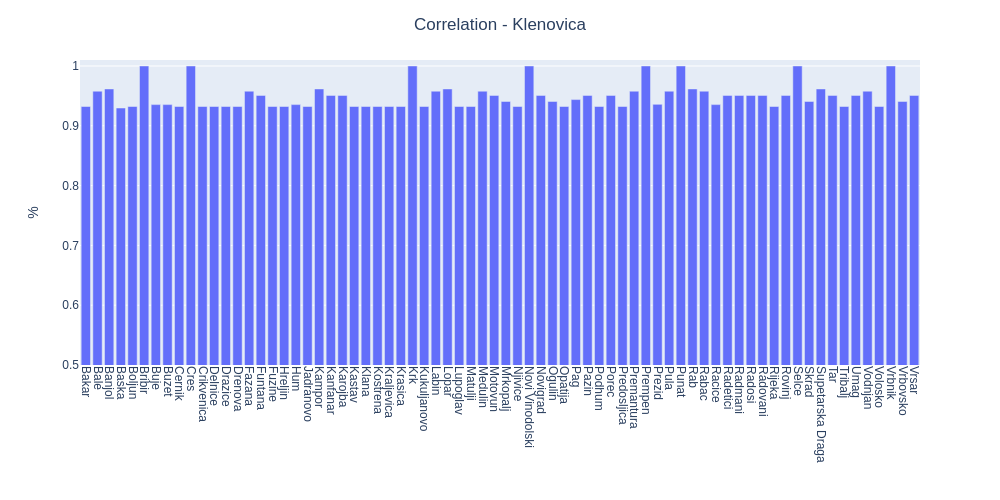 Correlation - Klenovica
%
1
0.9
0.8
0.7
0.6
0.5
Bakar
Bale
Banjol
Baska
Boljun
Bribir
Buje
Buzet
Cernik
Cres
Crikvenica
Delnice
Drazice
Drenova
Fazana
Funtana
Fuzine
Hreljin
Hum
Jadranovo
Kampor
Kanfanar
Karojba
Kastav
Klana
Kostrena
Kraljevica
Krasica
Krk
Kukuljanovo
Labin
Lopar
Lupoglav
Matulji
Medulin
Motovun
Mrkopalj
Njivice
Novi Vinodolski
Novigrad
Ogulin
Opatija
Pag
Pazin
Podhum
Porec
Predosljica
Premantura
Prempen
Prezid
Pula
Punat
Rab
Rabac
Racice
Radetici
Radmani
Radosi
Rádovani
Rijeka
Rovinj
Selce
Skrad
Supetarska Draga
Tar
Tribalj
Umag
Vodnjan
Volosko
Vrbnik
Vrbovsko
Vrsar